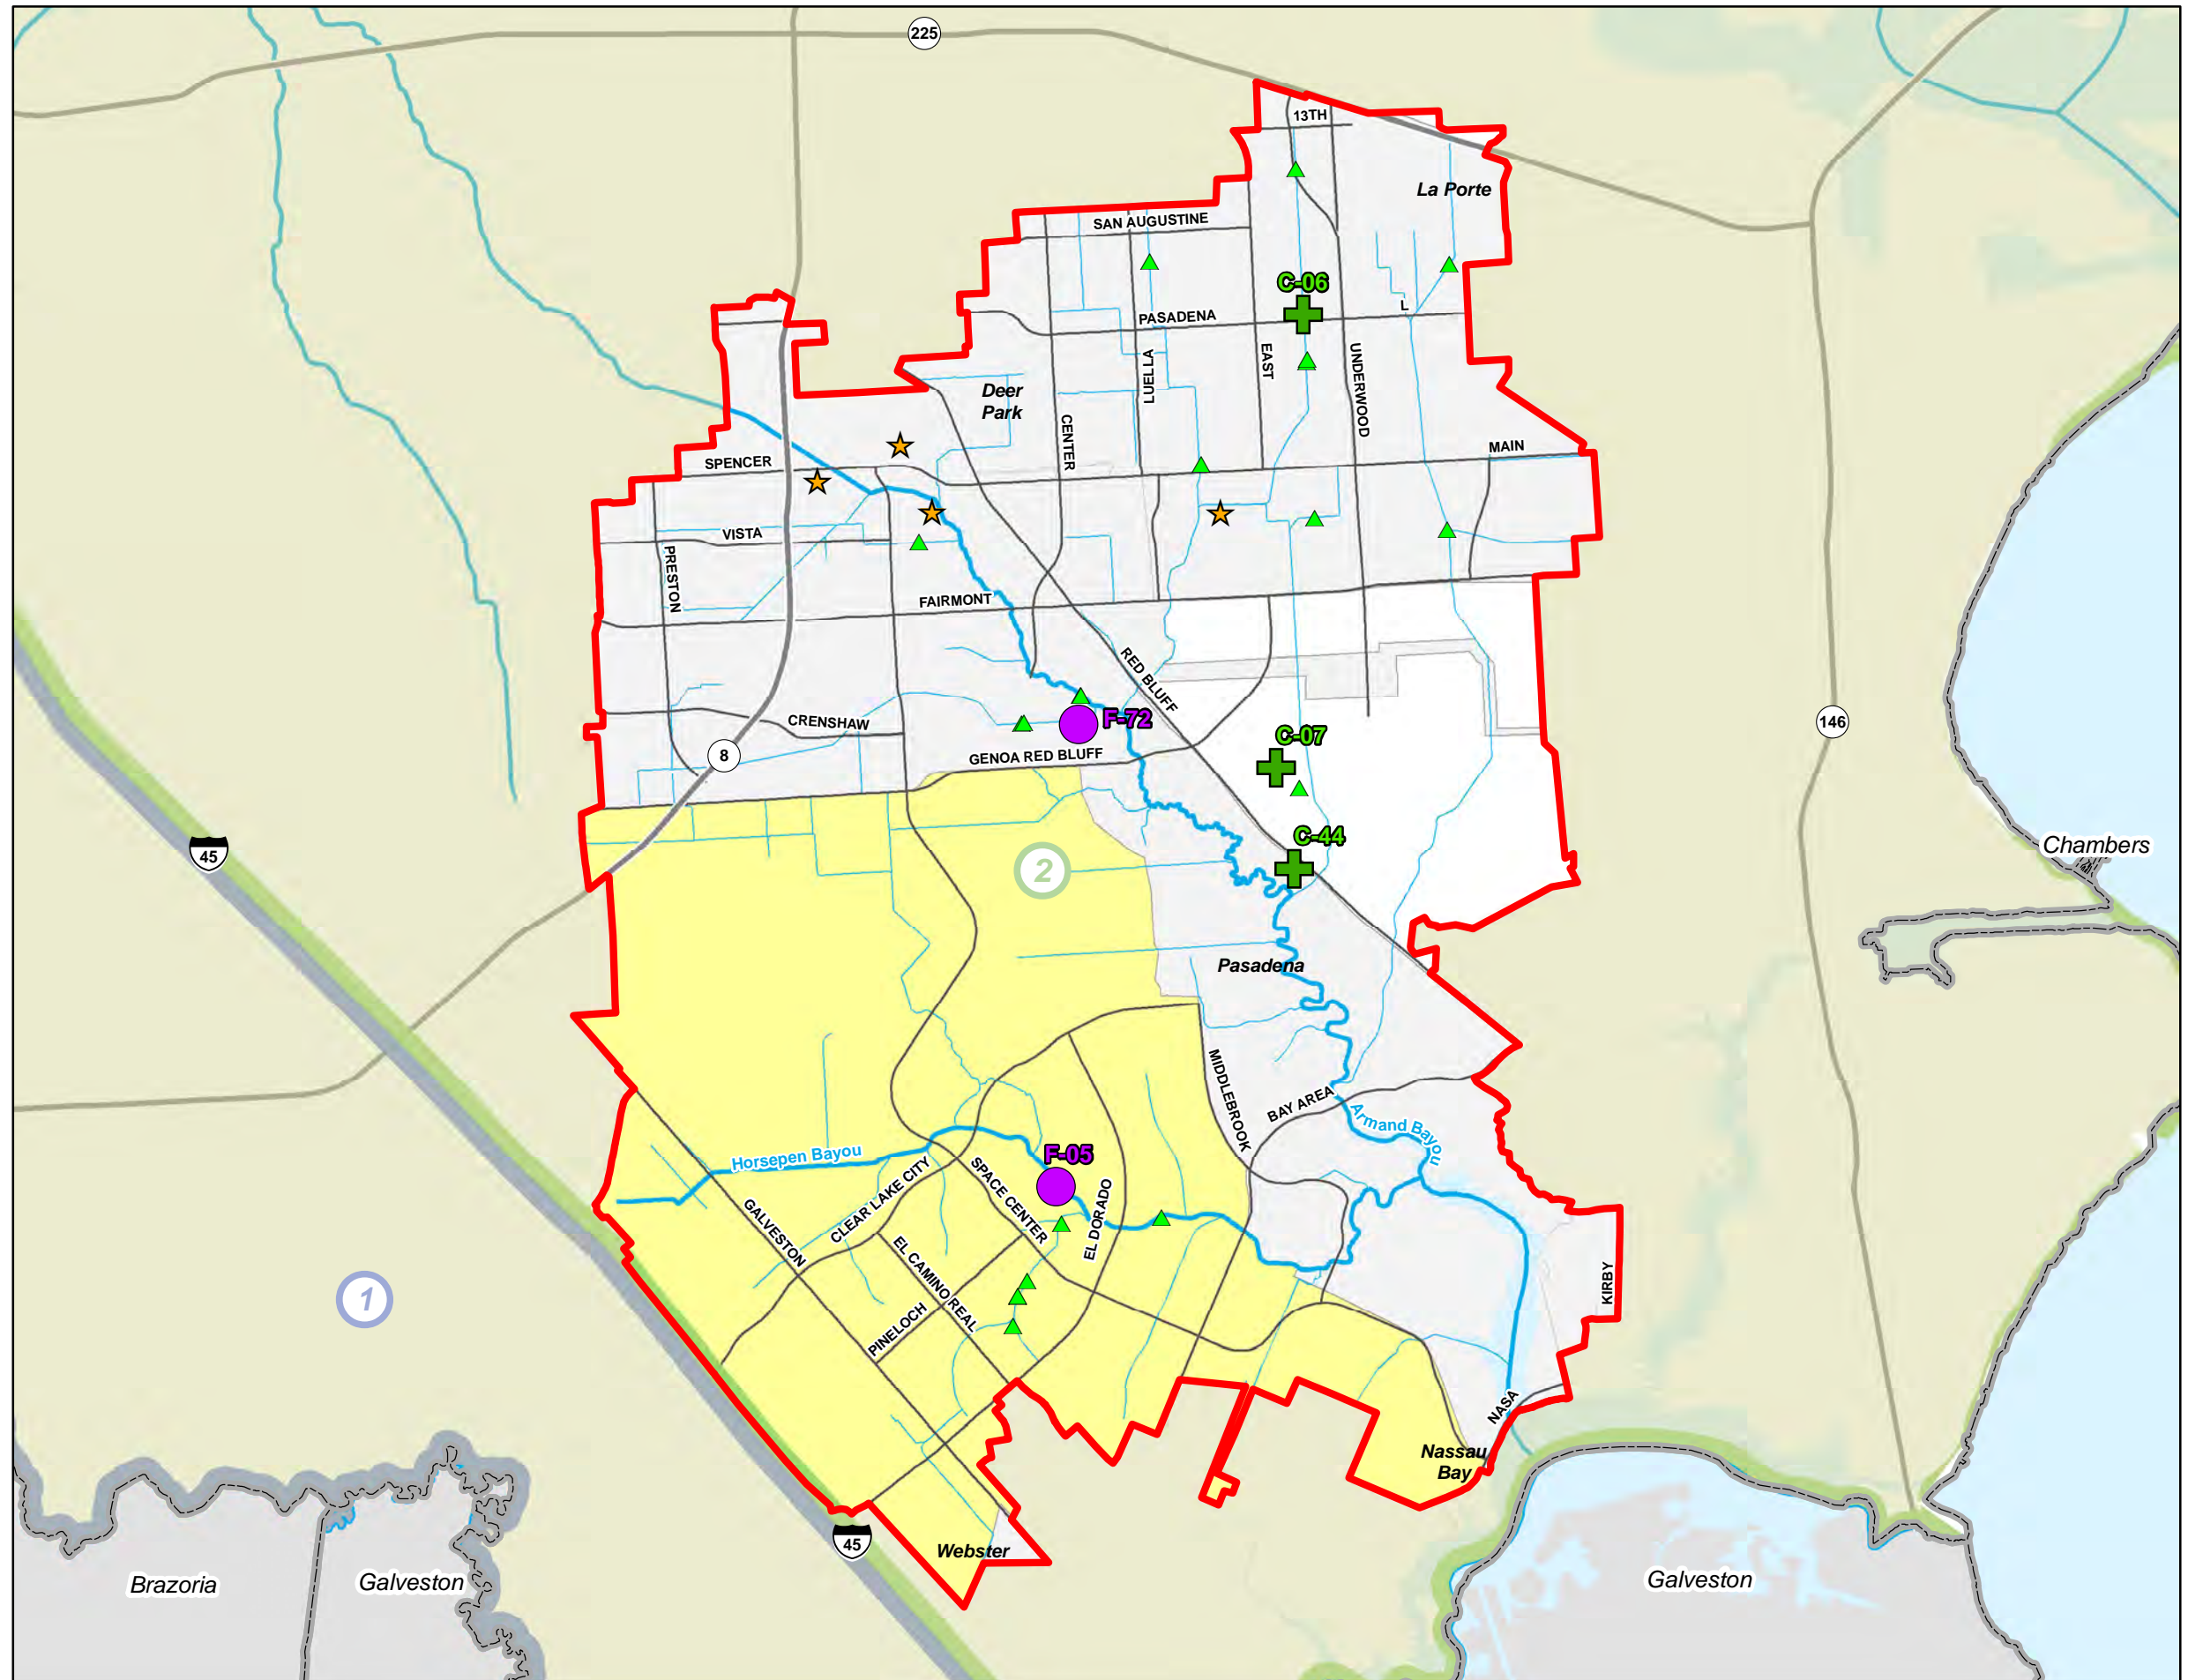 225
13TH
La Porte
SAN AUGUSTINE
C-06
L
PASADENA
LUELLA
EAST
UNDERWOOD
Deer
Park
CENTER
MAIN
SPENCER
VISTA
PRESTON
FAIRMONT
RED BLUFF
F-72
146
CRENSHAW
C-07
GENOA RED BLUFF
8
C-44
45
Chambers
2
Pasadena
MIDDLEBROOK
BAY AREA
Armand Bayou
Horsepen Bayou
F-05
CLEAR LAKE CITY
SPACE CENTER
EL DORADO
GALVESTON
EL CAMINO REAL
KIRBY
1
PINELOCH
NASA
Nassau
Bay
45
Webster
Brazoria
Galveston
Galveston